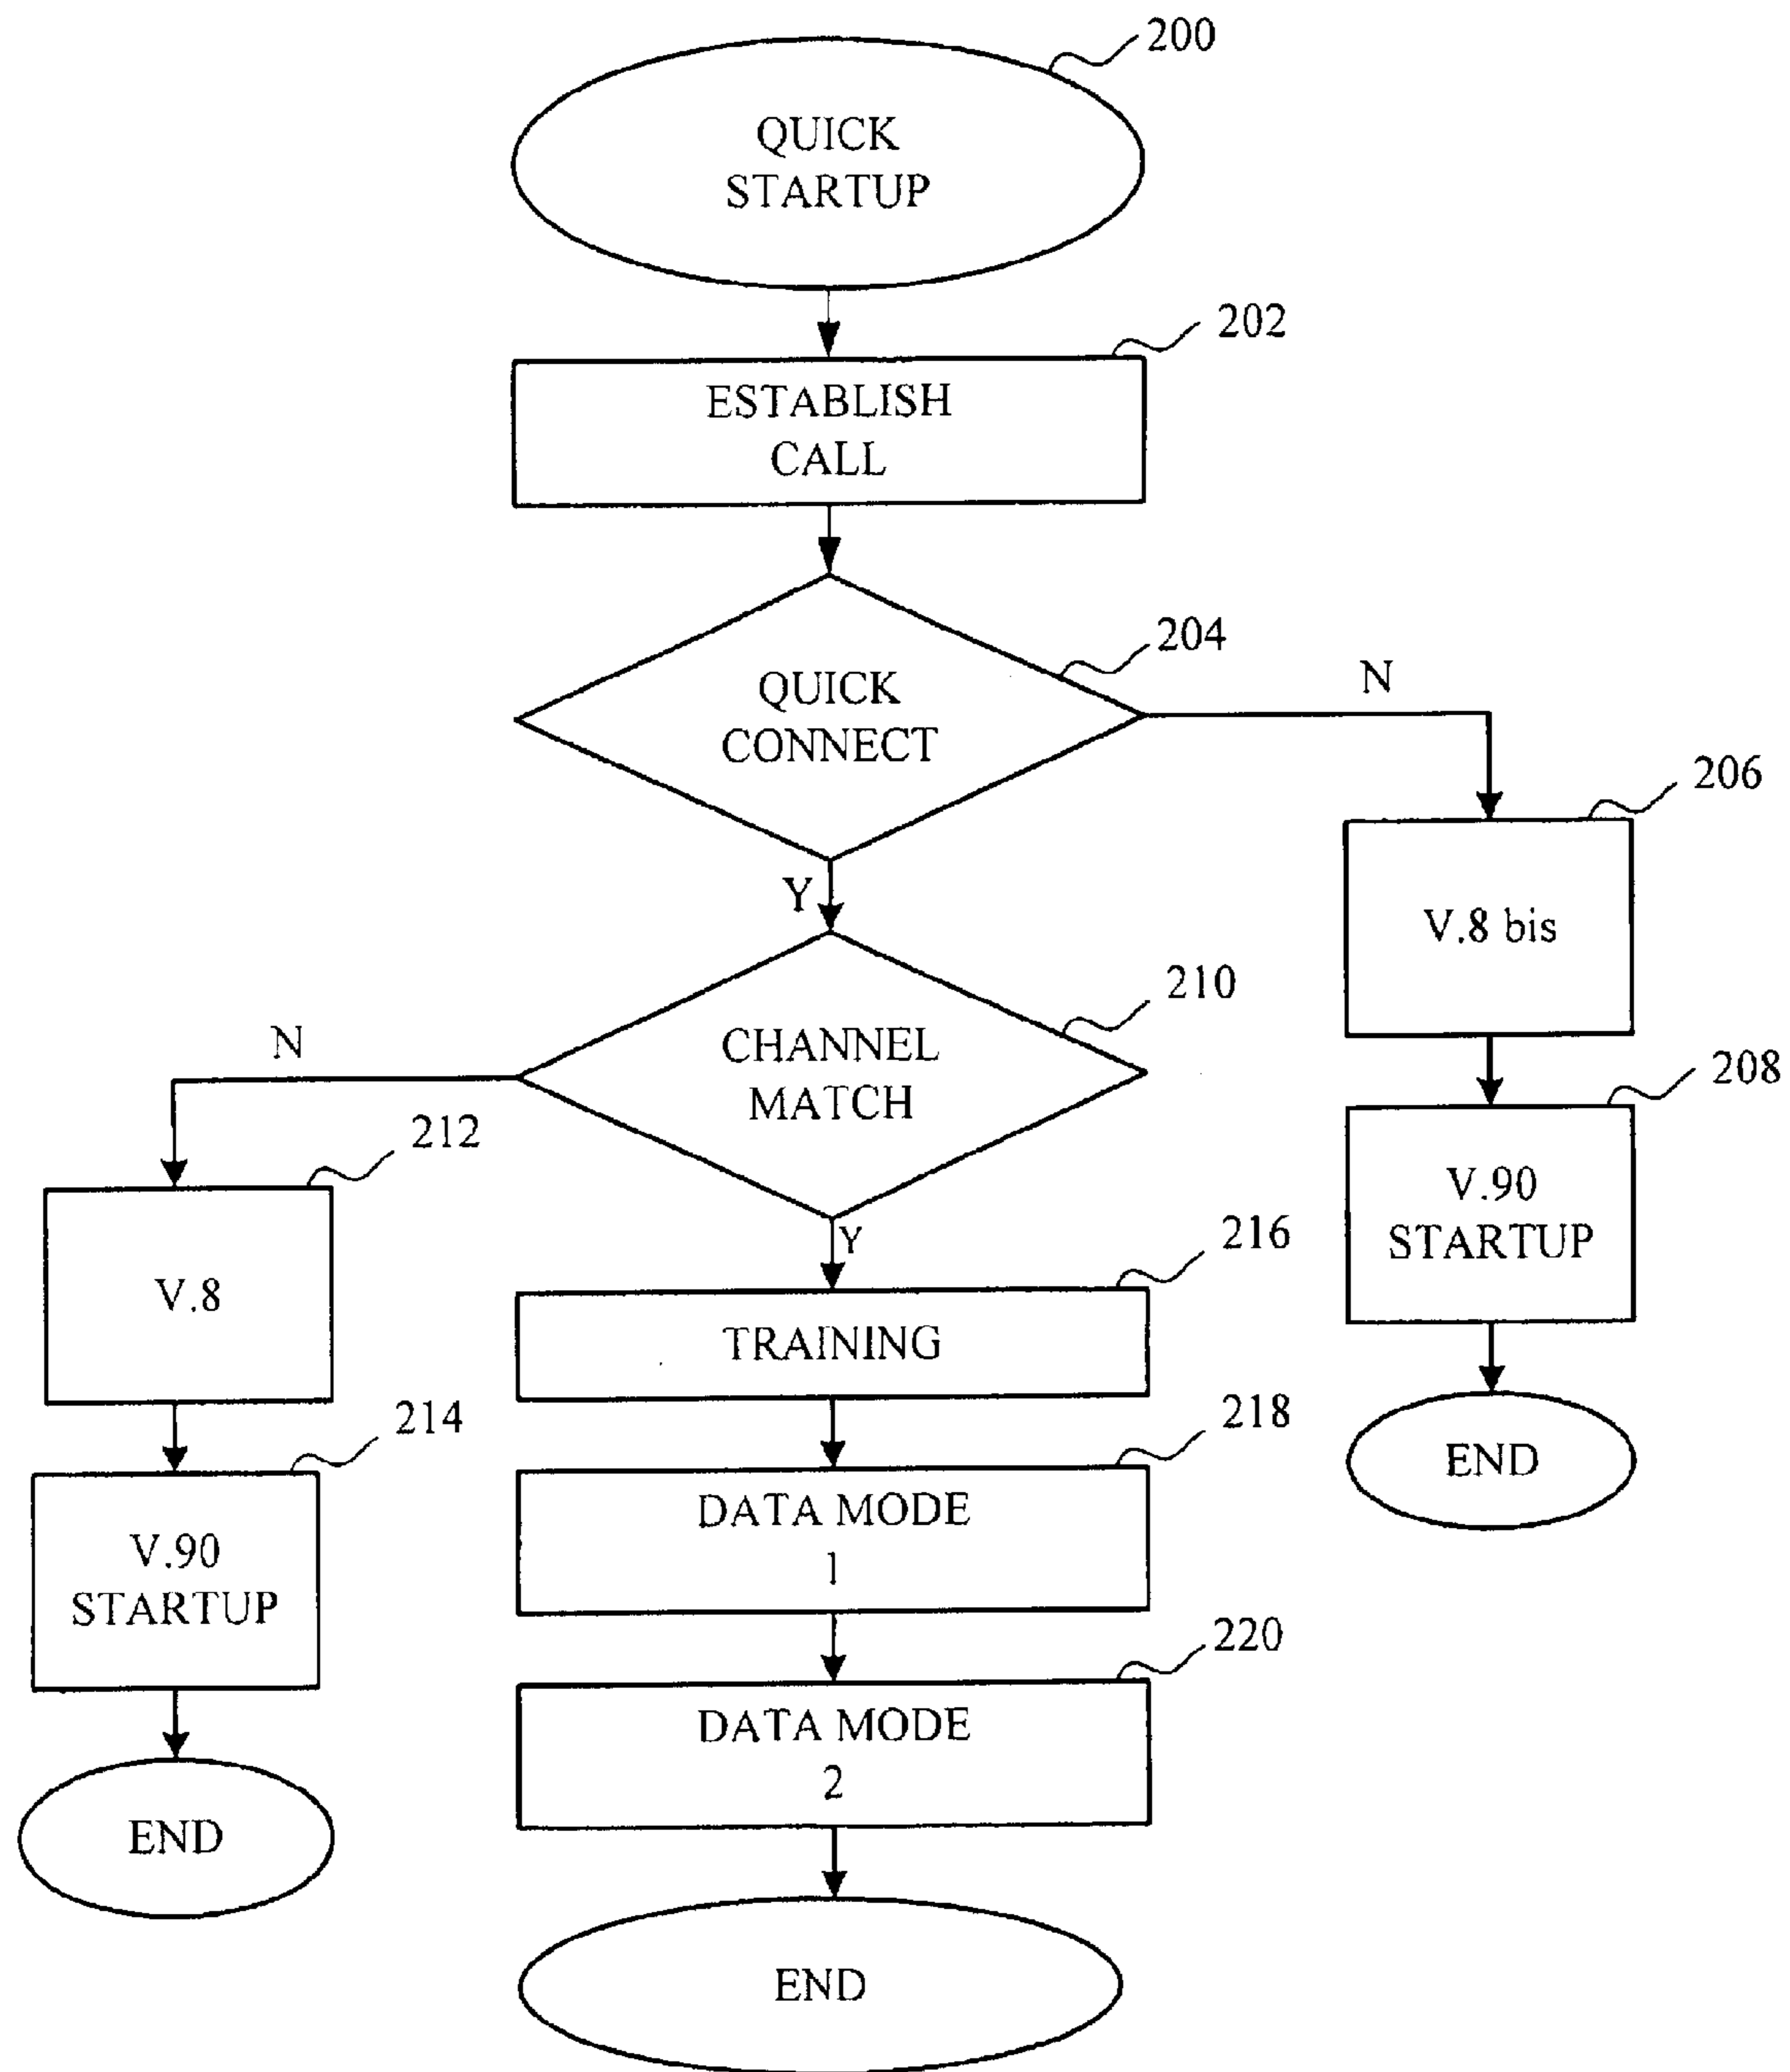 200
QUICK
STARTUP
202
ESTABLISH
CALL
204
QUICK
CONNECT
N
206
V.8 bis
Y
210
CHANNEL
MATCH
N
208
V.90
STARTUP
212
V.8
Y
216
TRAINING
END
214
V.90
STARTUP
218
DATA MODE
1
220
DATA MODE
2
END
END